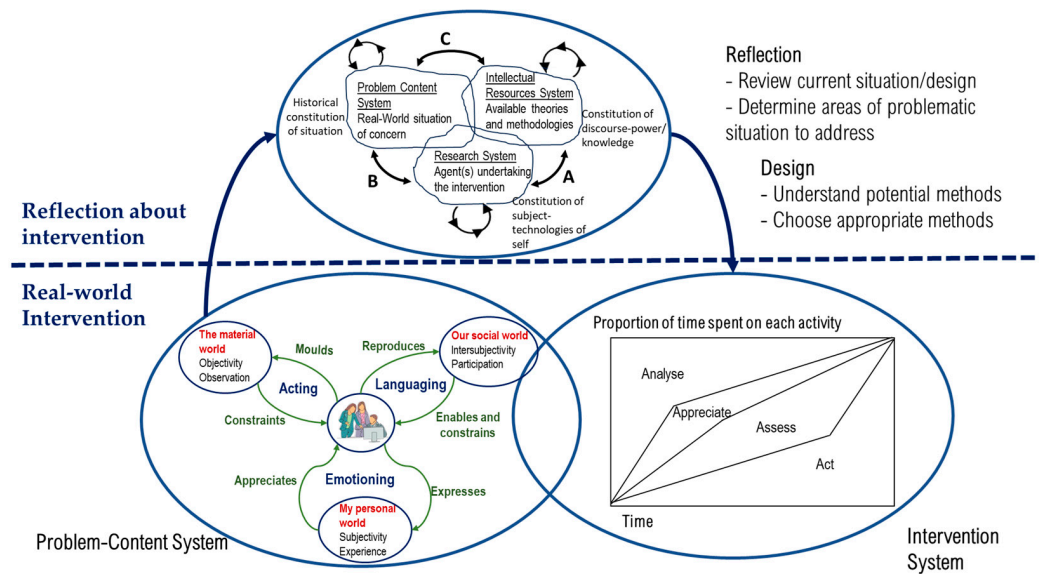 C
Problem Content
System
Real-World situation
of concern
Intellectual
Resources System
Available theories
and methodologies
Historical
constitution
of situation
Constitution of
discourse-power/
knowledge
Research System
Agent(s) undertaking
the intervention
B
A
Constitution of
subject-
technologies of
self
Reflection
- Review current situation/design
- Determine areas of problematic
situation to address
Design
- Understand potential methods
- Choose appropriate methods
Reflection about
intervention
Real-world
Intervention
The material
world
Objectivity
Observation
Moulds
Acting
Constraints
Reproduces
Languaging
Our social world
Intersubjectivity
Participation
Enables and
constrains
Appreciates
Emotioning
Expresses
My personal
world
Subjectivity
Experience
Problem-Content System
Proportion of time spent on each activity
Analyse
Appreciate
Assess
Act
Time
Intervention
System